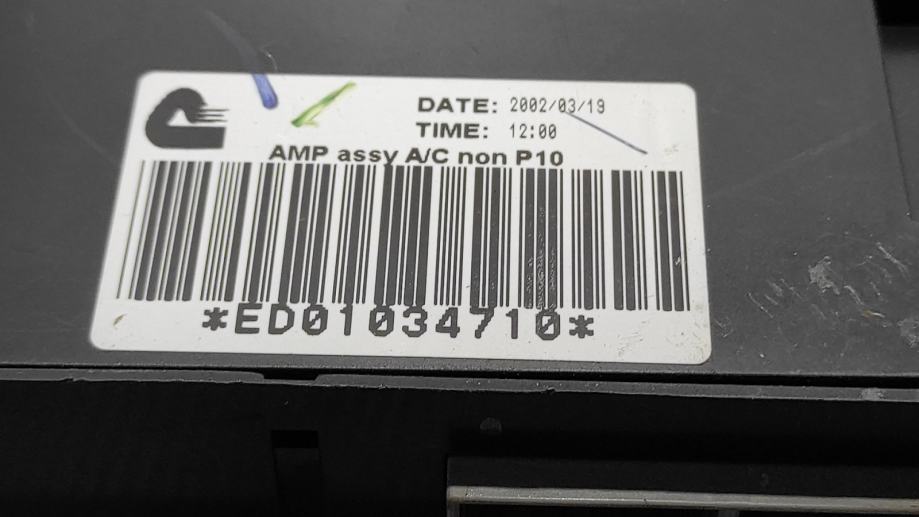 DATE: 2002/03/19
TIME: 12:00
AMP assy A/C non P10
*ED01034710*